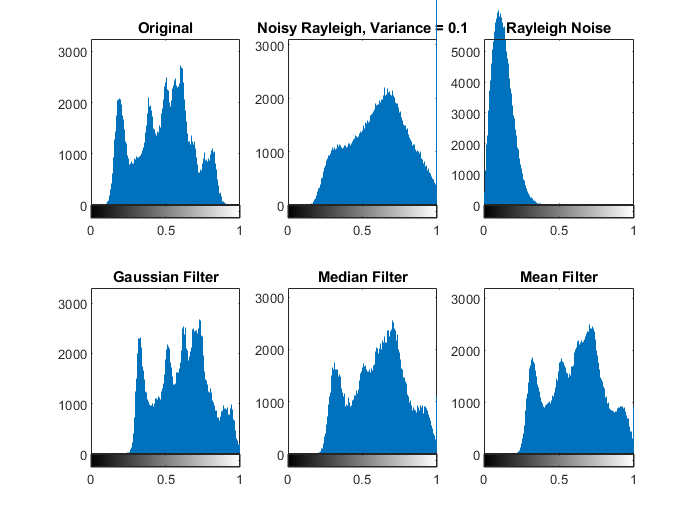 Original
Noisy Rayleigh, Variance = 0.1
Rayleigh Noise
3000
2000
1000
0
0 0.5 1
3000
2000
1000
0
0 0.5 1
5000
4000
3000
2000
1000
0
0 0.5 1
Gaussian Filter
Median Filter
Mean Filter
3000
2000
1000
0
0 0.5 1
3000
2000
1000
0
0 0.5 1
3000
2000
1000
0
0 0.5 1